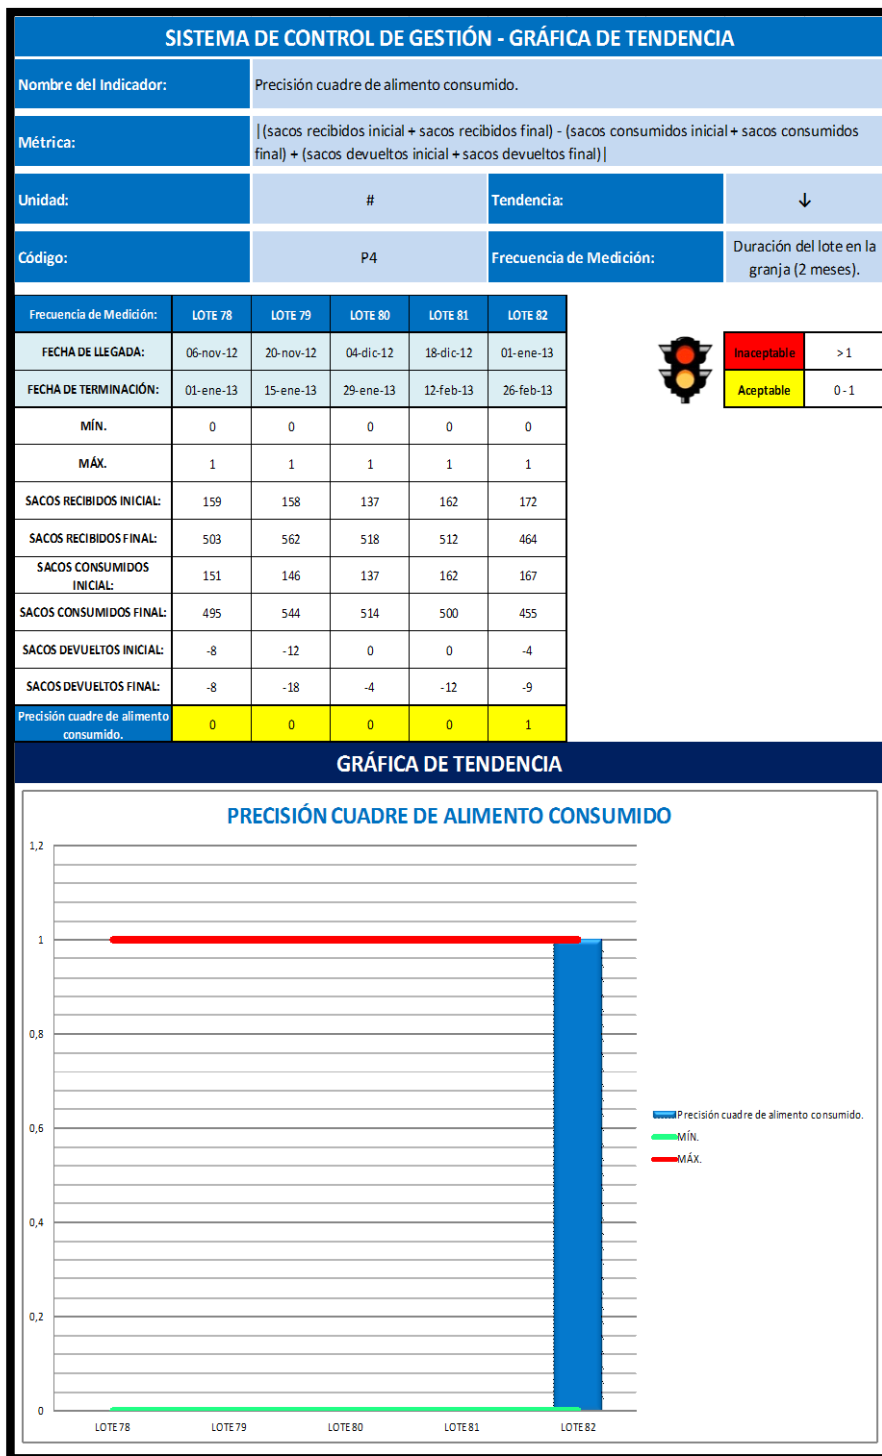 SISTEMA DE CONTROL DE GESTIÓN - GRÁFICA DE TENDENCIA
Nombre del Indicador: Precisión cuadre de alimento consumido.
Métrica: |(sacos recibidos inicial + sacos recibidos final) - (sacos consumidos inicial + sacos consumidos
final) + (sacos devueltos inicial + sacos devueltos final)|
Unidad: # Tendencia: ↓
Código: P4 Frecuencia de Medición: Duración del lote en la
granja (2 meses).
Frecuencia de Medición: LOTE 78 LOTE 79 LOTE 80 LOTE 81 LOTE 82
FECHA DE LLEGADA: 06-nov-12 20-nov-12 04-dic-12 18-dic-12 01-ene-13 Inaceptable > 1
FECHA DE TERMINACIÓN: 01-ene-13 15-ene-13 29-ene-13 12-feb-13 26-feb-13 Aceptable 0 - 1
MÍN. 0 0 0 0 0
MÁX. 1 1 1 1 1
SACOS RECIBIDOS INICIAL: 159 158 137 162 172
SACOS RECIBIDOS FINAL: 503 562 518 512 464
SACOS CONSUMIDOS
INICIAL: 151 146 137 162 167
SACOS CONSUMIDOS FINAL: 495 544 514 500 455
SACOS DEVUELTOS INICIAL: -8 -12 0 0 -4
SACOS DEVUELTOS FINAL: -8 -18 -4 -12 -9
Precisión cuadre de alimento
consumido. 0 0 0 0 1
GRÁFICA DE TENDENCIA
PRECISIÓN CUADRE DE ALIMENTO CONSUMIDO
1,2
1
0,8
0,6
0,4
0,2
0
LOTE 78 LOTE 79 LOTE 80 LOTE 81 LOTE 82
Precisión cuadre de alimento consumido.
MÍN.
MÁX.